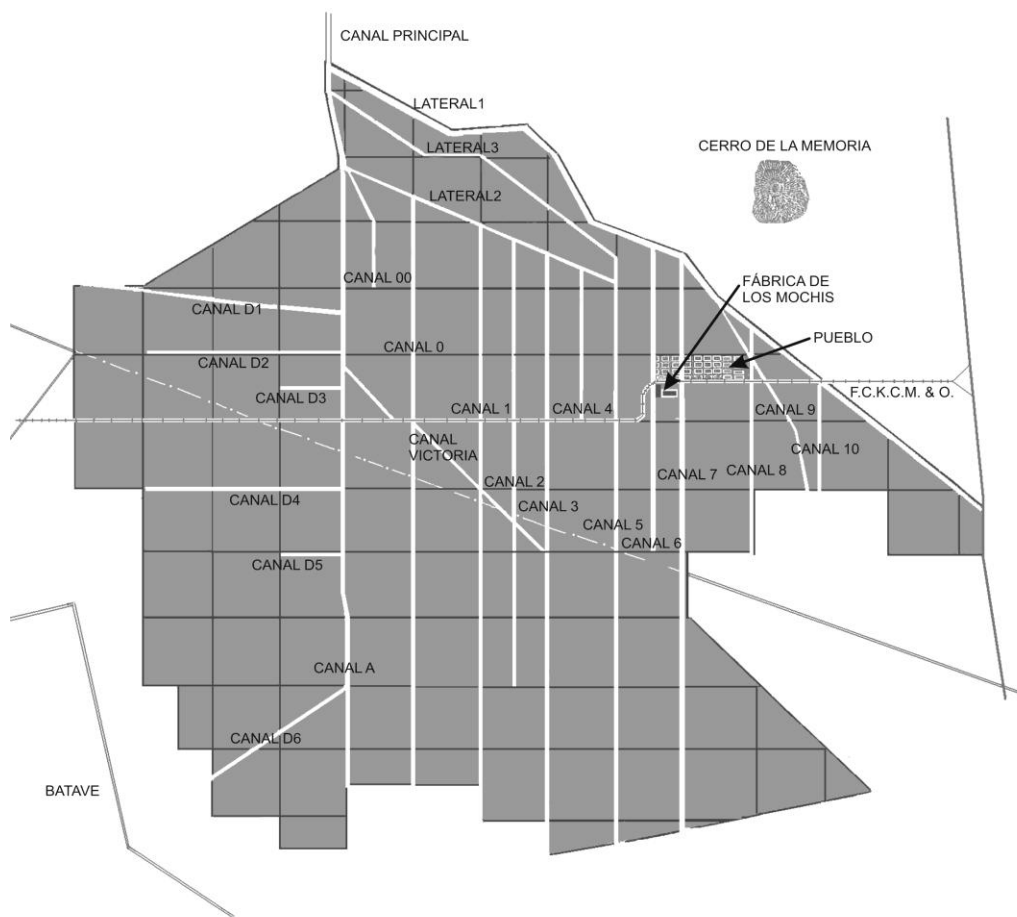 CANAL PRINCIPAL
LATERAL1
LATERAL3
CERRO DE LA MEMORIA
LATERAL2
CANAL 00
FÁBRICA DE
LOS MOCHIS
CANAL D1
PUEBLO
CANAL 0
CANAL D2
F.C.K.C.M. & O.
CANAL D3
CANAL 1
CANAL 4
CANAL 9
CANAL
VICTORIA
CANAL 10
CANAL 7
CANAL 8
CANAL 2
CANAL D4
CANAL 3
CANAL 5
CANAL 6
CANAL D5
CANAL A
CANAL D6
BATAVE